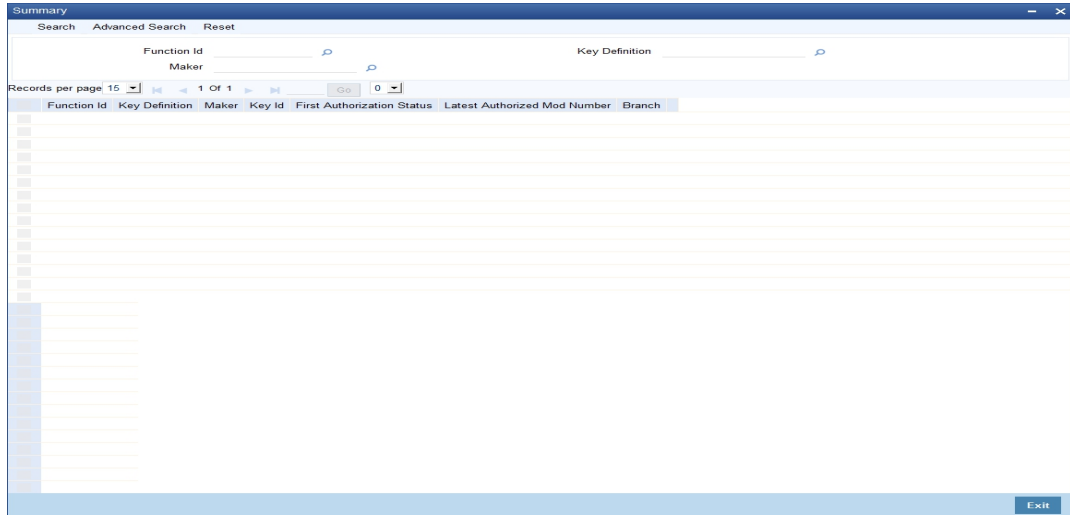 Summary
Search Advanced Search Reset
Function Id Key Definition
Maker
Records per page 15 1 Of 1 Go 0
Function Id Key Definition Maker Key Id First Authorization Status Latest Authorized Mod Number Branch
Exit